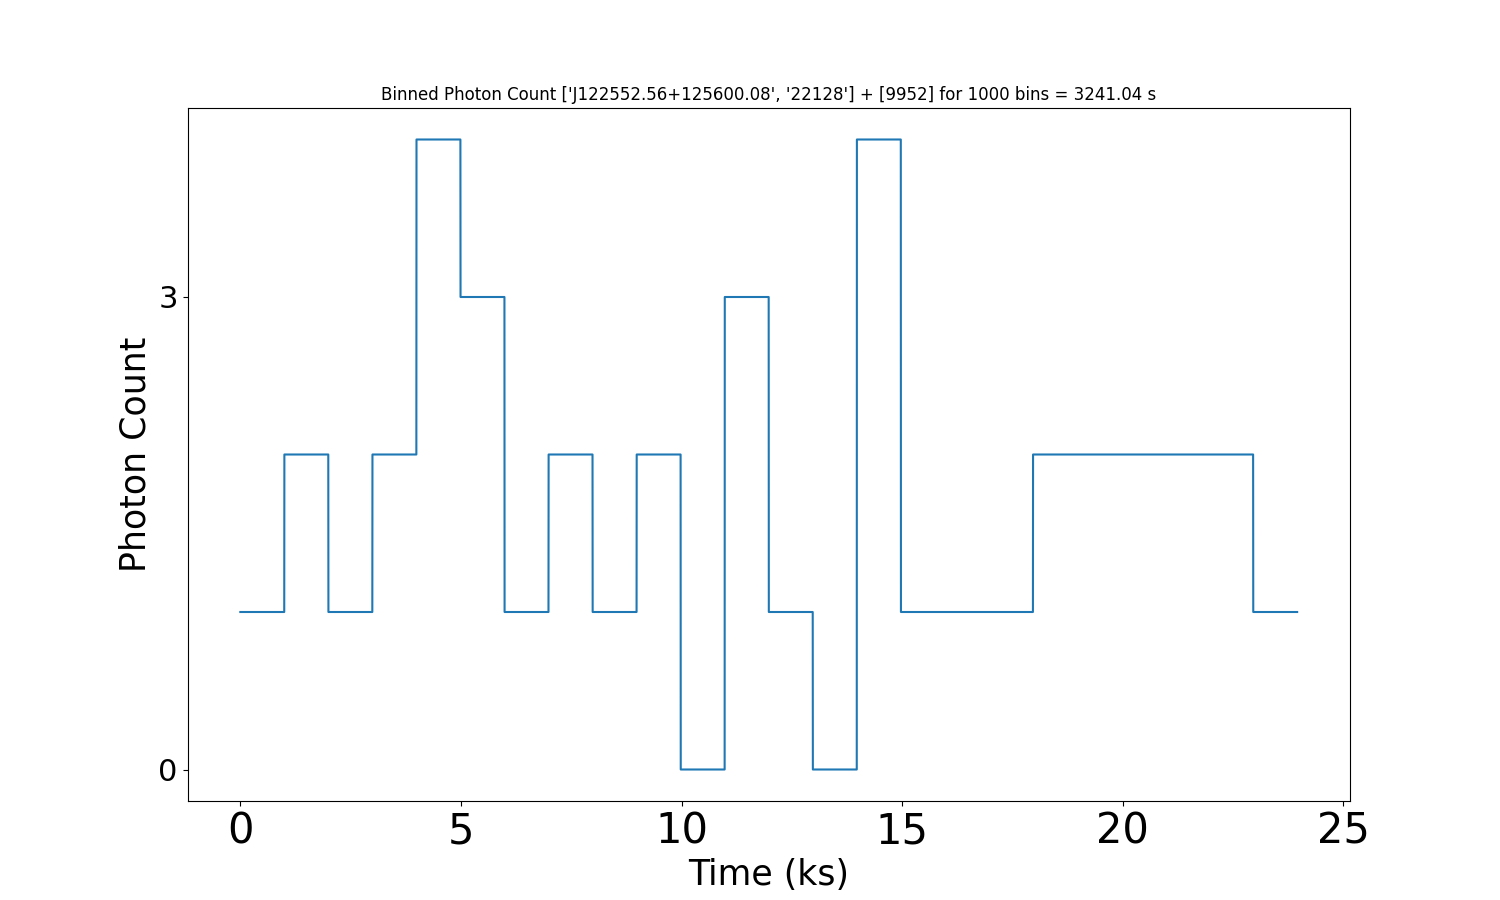 Binned Photon Count ['J122552.56+125600.08', '22128'] + [9952] for 1000 bins = 3241.04 s
Photon Count
3
0
0 5 10 15 20 25
Time (ks)